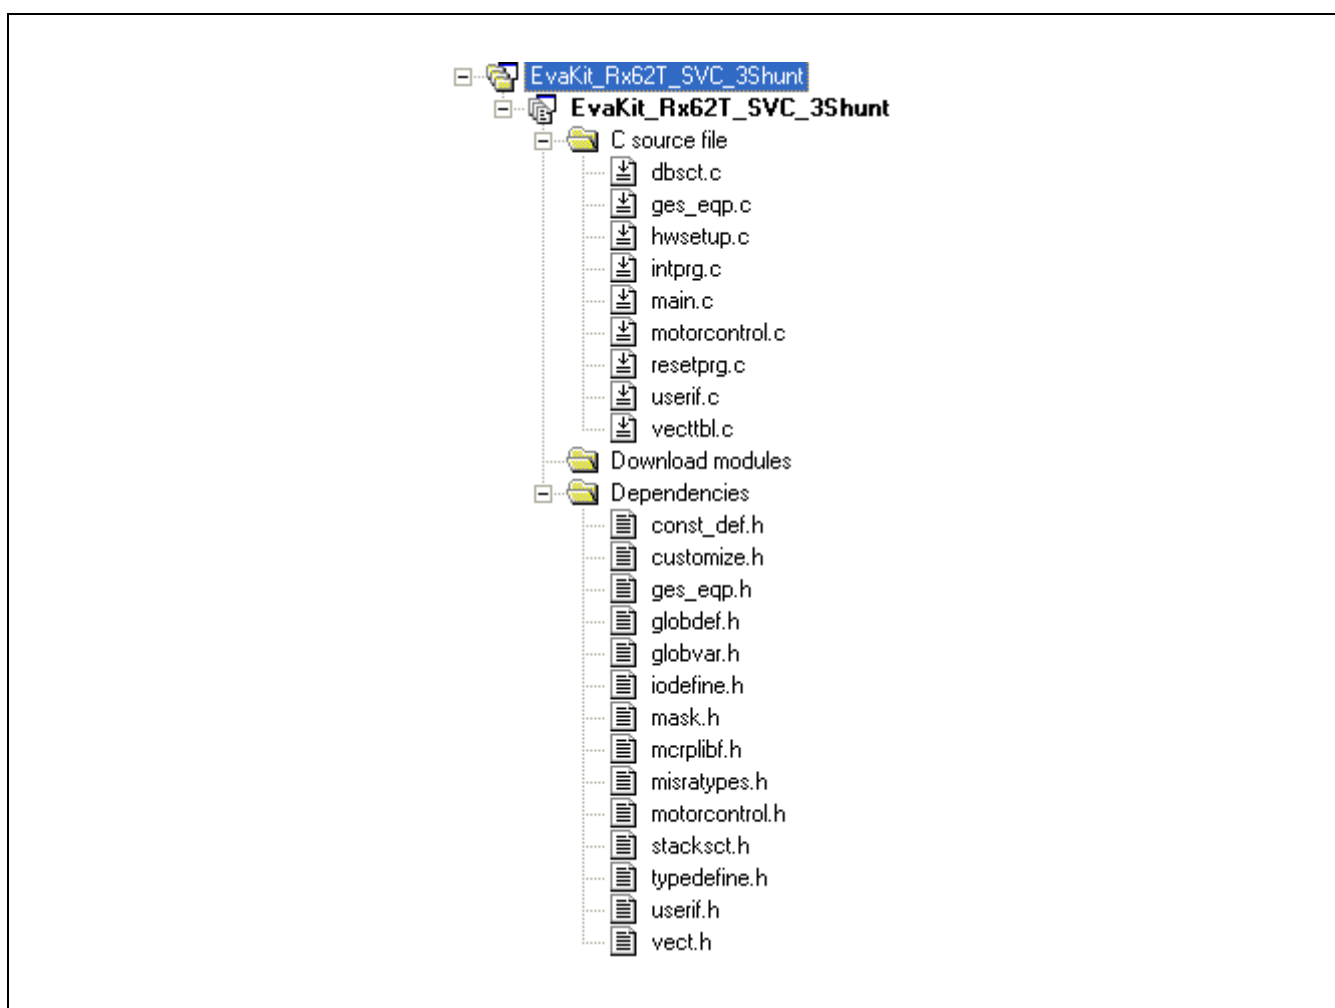 EvaKit_Rx62T_SVC_3Shunt
EvaKit_Rx62T_SVC_3Shunt
C source file
dbsct.c
ges_eqp.c
hwsetup.c
intprg.c
main.c
motorcontrol.c
resetprg.c
userif.c
vecttbl.c
Download modules
Dependencies
const_def.h
customize.h
ges_eqp.h
globdef.h
globvar.h
iodefine.h
mask.h
mcrplibf.h
misratypes.h
motorcontrol.h
stacksct.h
typedefine.h
userif.h
vect.h